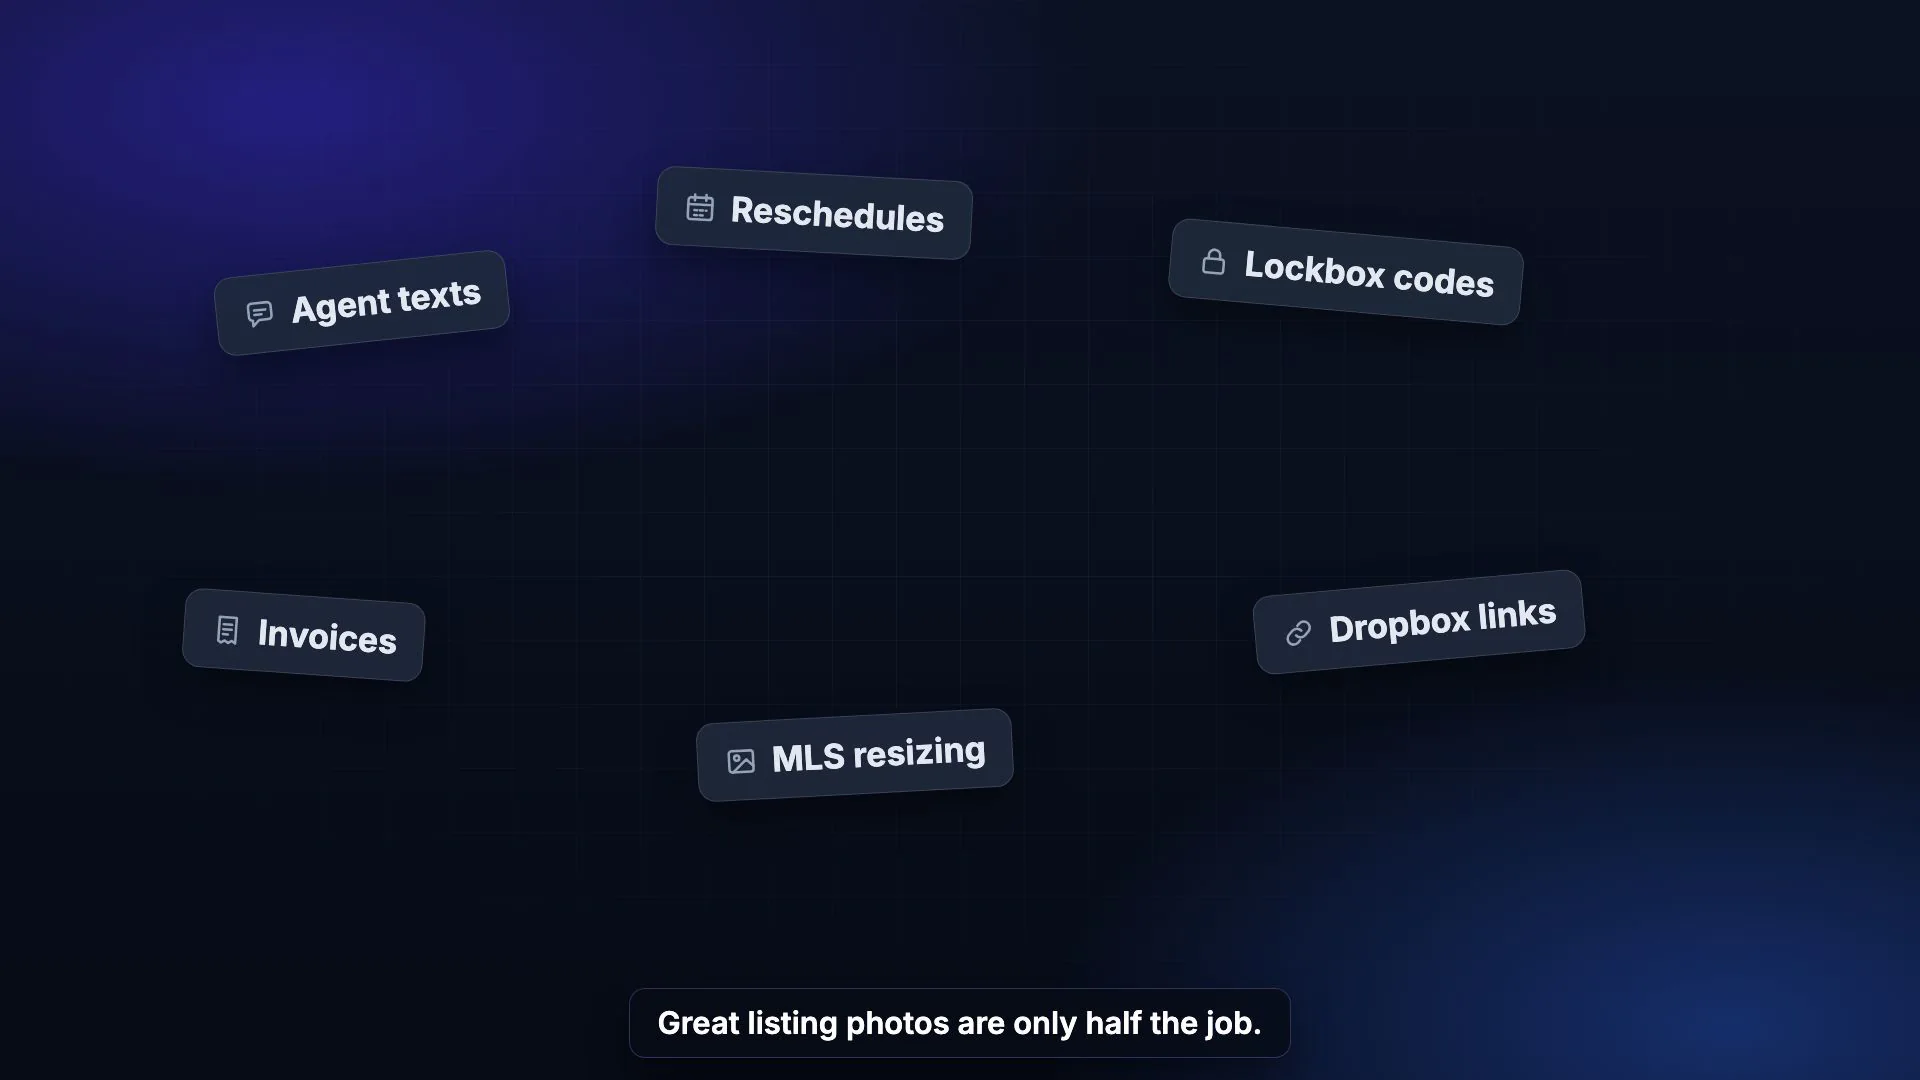 Reschedules
Lockbox codes
Agent texts
Invoices
Dropbox links
MLS resizing
Great listing photos are only half the job.